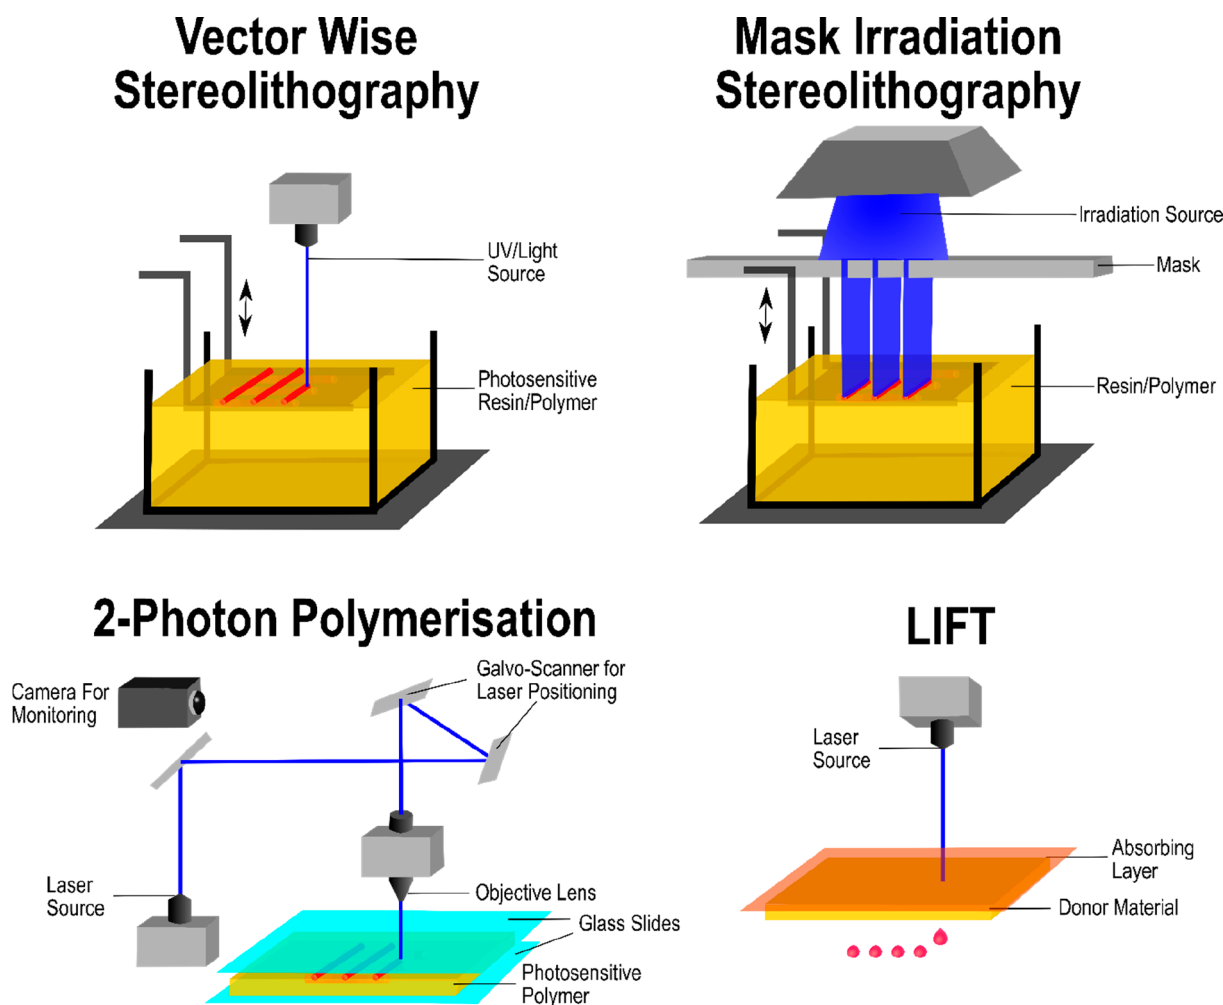 Vector Wise
Stereolithography
UV/Light
Source
Photosensitive
Resin/Polymer
Mask Irradiation
Stereolithography
Irradiation Source
Mask
Resin/Polymer
2-Photon Polymerisation
Camera For
Monitoring
Galvo-Scanner for
Laser Positioning
Laser
Source
Objective Lens
Glass Slides
Photosensitive
Polymer
LIFT
Laser
Source
Absorbing
Layer
Donor Material